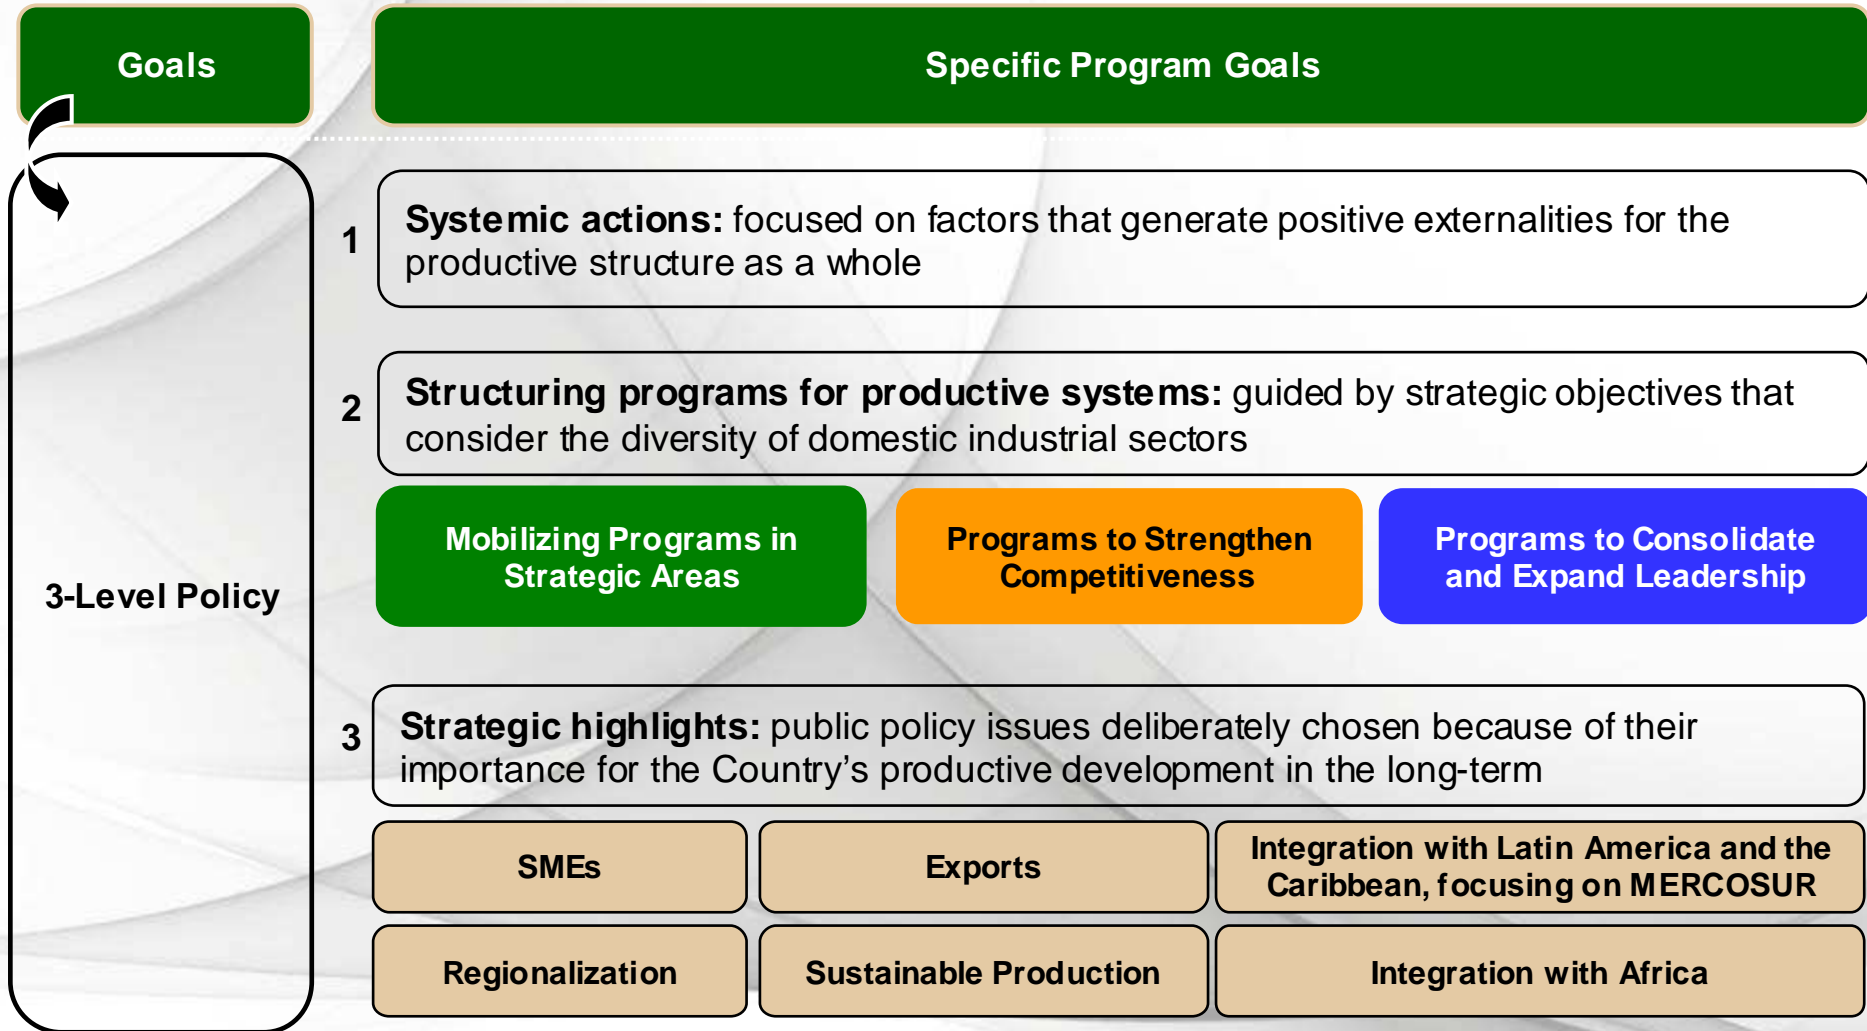 Goals
Specific Program Goals
3-Level Policy
1
Systemic actions: focused on factors that generate positive externalities for the
productive structure as a whole
2
Structuring programs for productive systems: guided by strategic objectives that
consider the diversity of domestic industrial sectors
Mobilizing Programs in
Strategic Areas
Programs to Strengthen
Competitiveness
Programs to Consolidate
and Expand Leadership
3
Strategic highlights: public policy issues deliberately chosen because of their
importance for the Country's productive development in the long-term
SMEs
Exports
Integration with Latin America and the
Caribbean, focusing on MERCOSUR
Regionalization
Sustainable Production
Integration with Africa